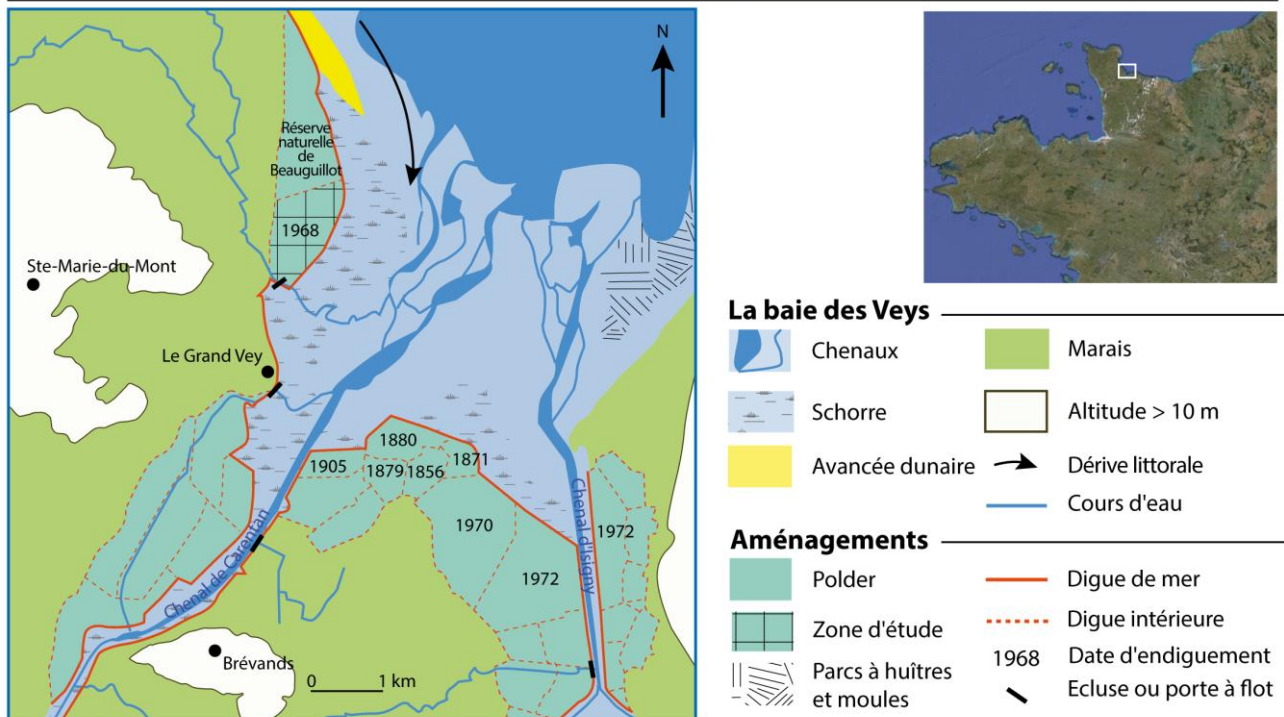 N
Réserve
naturelle
de
Beauguillot
1968
Ste-Marie-du-Mont
Le Grand Vey
1880
1905
1879
1856
1871
1970
1972
1972
Chenal de Carentan
Chenal d'Isigny
Brévands
0 1 km
La baie des Veys
Chenaux
Marais
Schorre
Altitude > 10 m
Avancée dunaire
Dérive littorale
Cours d'eau
Aménagements
Polder
Digue de mer
Zone d'étude
Digue intérieure
Parcs à huîtres
et moules
1968 Date d'endiguement
Ecluse ou porte à flot